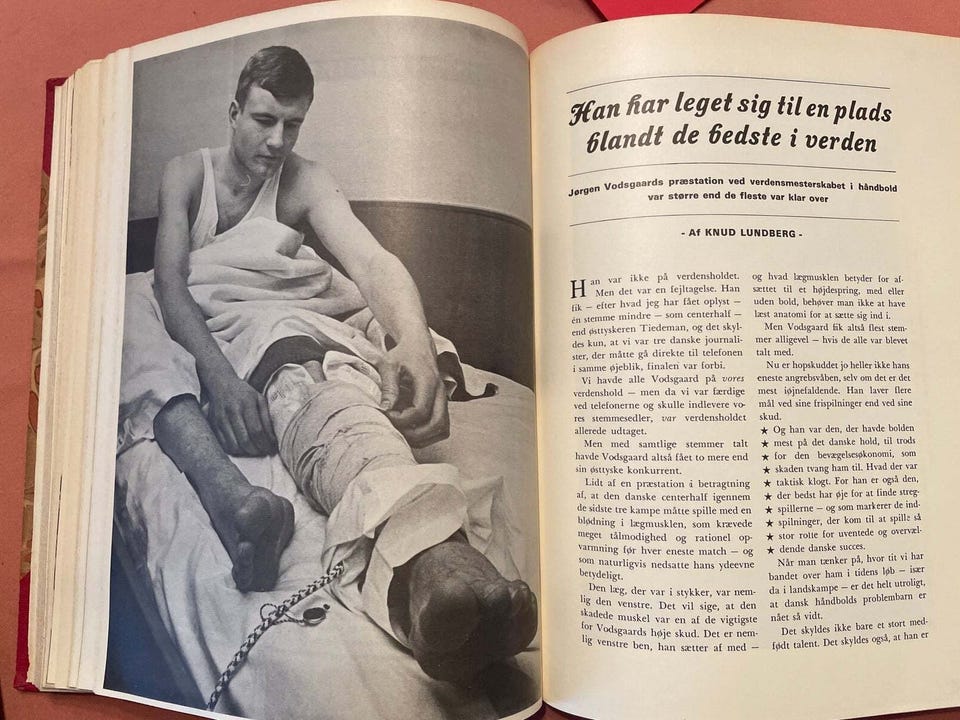 Han har leget sig til en plads
blandt de bedste i verden
Jørgen Vodsgaards præstation ved verdensmesterskabet i håndbold
var større end de fleste var klar over
- Af KNUD LUNDBERG -
Han var ikke på verdensholdet.
Men det var en fejltagelse. Han
fik — efter hvad jeg har fået oplyst —
én stemme mindre — som centerhalf —
end østtyskeren Tiedeman, og det skyl-
des kun, at vi var tre danske journali-
ster, der måtte gå direkte til telefonen
i samme øjeblik, finalen var forbi.
Vi havde alle Vodsgaard på vores
verdenshold — men da vi var færdige
ved telefonerne og skulle indlevere vo-
res stemmesedler, var verdensholdet
allerede udtaget.
Men med samtlige stemmer talt
havde Vodsgaard altså fået to mere end
sin østtyske konkurrent.
Lidt af en præstation i betragtning
af, at den danske centerhalf igennem
de sidste tre kampe måtte spille med en
blødning i lægmusklen, som krævede
meget tålmodighed og rationel op-
varmning før hver eneste match — og
som naturligvis nedsatte hans ydeevne
betydeligt.
Den læg, der var i stykker, var nem-
lig den venstre. Det vil sige, at den
skadede muskel var en af de vigtigste
for Vodsgaards høje skud. Det er nem-
lig venstre ben, han sætter af med —
og hvad lægmusklen betyder for af-
sættet til et højdespring, med eller
uden bold, behøver man ikke at have
læst anatomi for at sætte sig ind i.
Men Vodsgaard fik altså flest stem-
mer alligevel — hvis de alle var blevet
talt med.
Nu er hopskuddet jo heller ikke hans
eneste angrebsvåben, selv om det er det
mest iøjnefaldende. Han laver flere
mål ved sine frispilninger end ved sine
skud.
★ Og han var den, der havde bolden
★ mest på det danske hold, til trods
★ for den bevægelsesøkonomi, som
★ skaden tvang ham til. Hvad der var
★ taktisk klogt. For han er også den,
★ der bedst har øje for at finde streg-
★ spillerne — og som markerer de ind-
★ spilninger, der kom til at spille så
★ stor rolle for uventede og overvæl-
★ dende danske succes.
Når man tænker på, hvor tit vi har
bandet over ham i tidens løb — især
da i landskampe — er det helt utroligt,
at dansk håndbolds problembarn er
nået så vidt.
Det skyldes ikke bare et stort med-
født talent. Det skyldes også, at han er